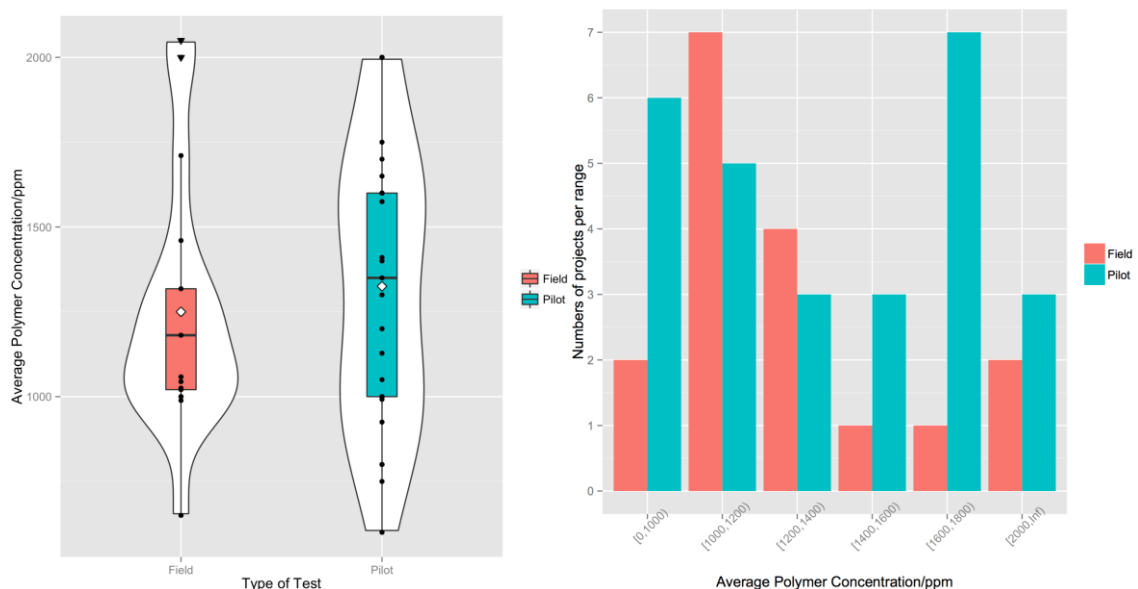 Average Polymer Concentration/ppm
2000
1500
1000
Field
Pilot
Type of Test
Field
Pilot
Numbers of projects per range
7
6
5
4
3
2
1
0
[0,1000)
[1000,1200)
[1200,1400)
[1400,1600)
[1600,1800)
[2000,Inf)
Average Polymer Concentration/ppm
Field
Pilot